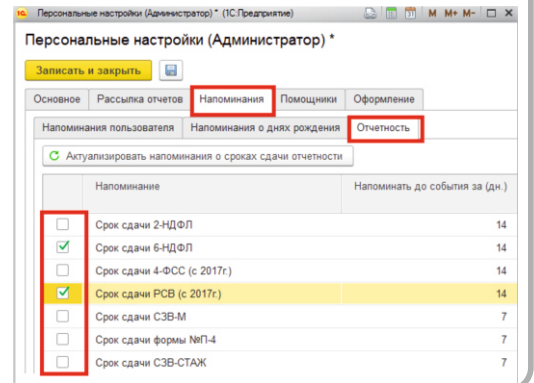 Персональные настройки (Администратор) * (1С:Предприятие) M M+ M-
Персональные настройки (Администратор) *
Записать и закрыть
Основное Рассылка отчетов Напоминания Помощники Оформление
Напоминания пользователя Напоминания о днях рождения Отчетность
Актуализировать напоминания о сроках сдачи отчетности
Напоминание Напоминать до события за (дн.)
Срок сдачи 2-НДФЛ 14
Срок сдачи 6-НДФЛ 14
Срок сдачи 4-ФСС (с 2017г.) 14
Срок сдачи РСВ (с 2017г.) 14
Срок сдачи СЗВ-М 7
Срок сдачи формы №П-4 7
Срок сдачи СЗВ-СТАЖ 7